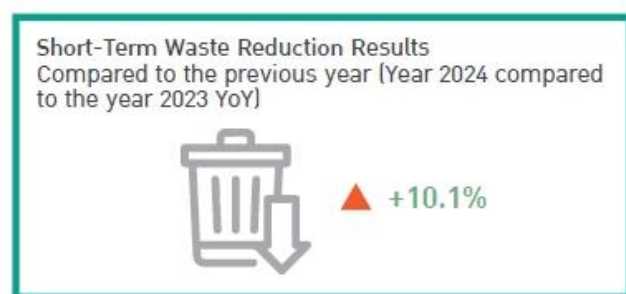 Short-Term Waste Reduction Results
Compared to the previous year (Year 2024 compared
to the year 2023 YoY)
+10.1%